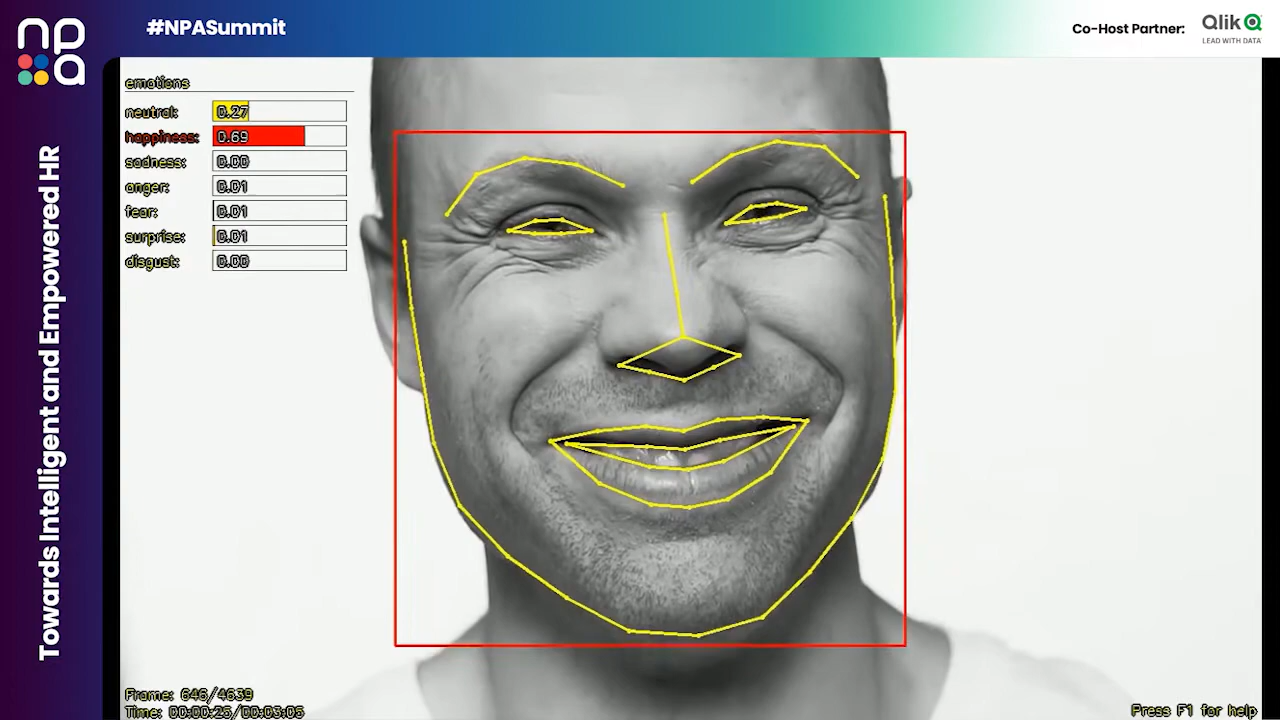 npa
#NPASummit
Co-Host Partner:
Qlik
LEAD WITH DATA
Towards Intelligent and Empowered HR
emotions
neutral: 0.27
happiness: 0.69
sadness: 0.00
anger: 0.01
fear: 0.01
surprise: 0.01
disgust: 0.00
Frame: 646/4639
Time: 00:00:25/00:03:05
Press F1 for help